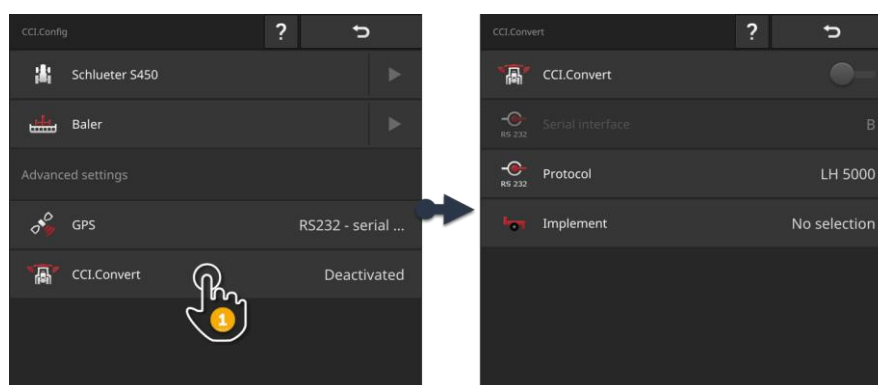 CCI.Config
?
Schlueter S450
Baler
Advanced settings
GPS
RS232 - serial ...
CCI.Convert
Deactivated
1
CCI.Convert
?
CCI.Convert
RS 232
Serial interface
B
RS 232
Protocol
LH 5000
Implement
No selection